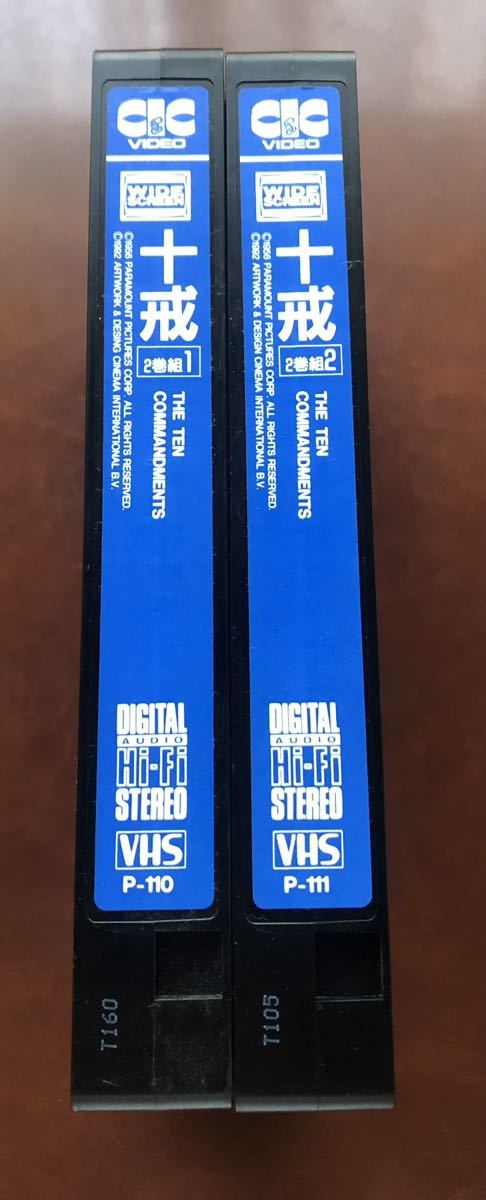 CIC
VIDEO
WIDE
SCREEN
十戒
2巻組1
THE TEN
COMMANDMENTS
©1956 PARAMOUNT PICTURES CORP. ALL RIGHTS RESERVED.
©1992 ARTWORK & DESING CINEMA INTERNATIONAL B.V.
DIGITAL
AUDIO
Hi-Fi
STEREO
VHS
P-110
T160
CIC
VIDEO
WIDE
SCREEN
十戒
2巻組2
THE TEN
COMMANDMENTS
©1956 PARAMOUNT PICTURES CORP. ALL RIGHTS RESERVED.
©1992 ARTWORK & DESIGN CINEMA INTERNATIONAL B.V.
DIGITAL
AUDIO
Hi-Fi
STEREO
VHS
P-111
T105